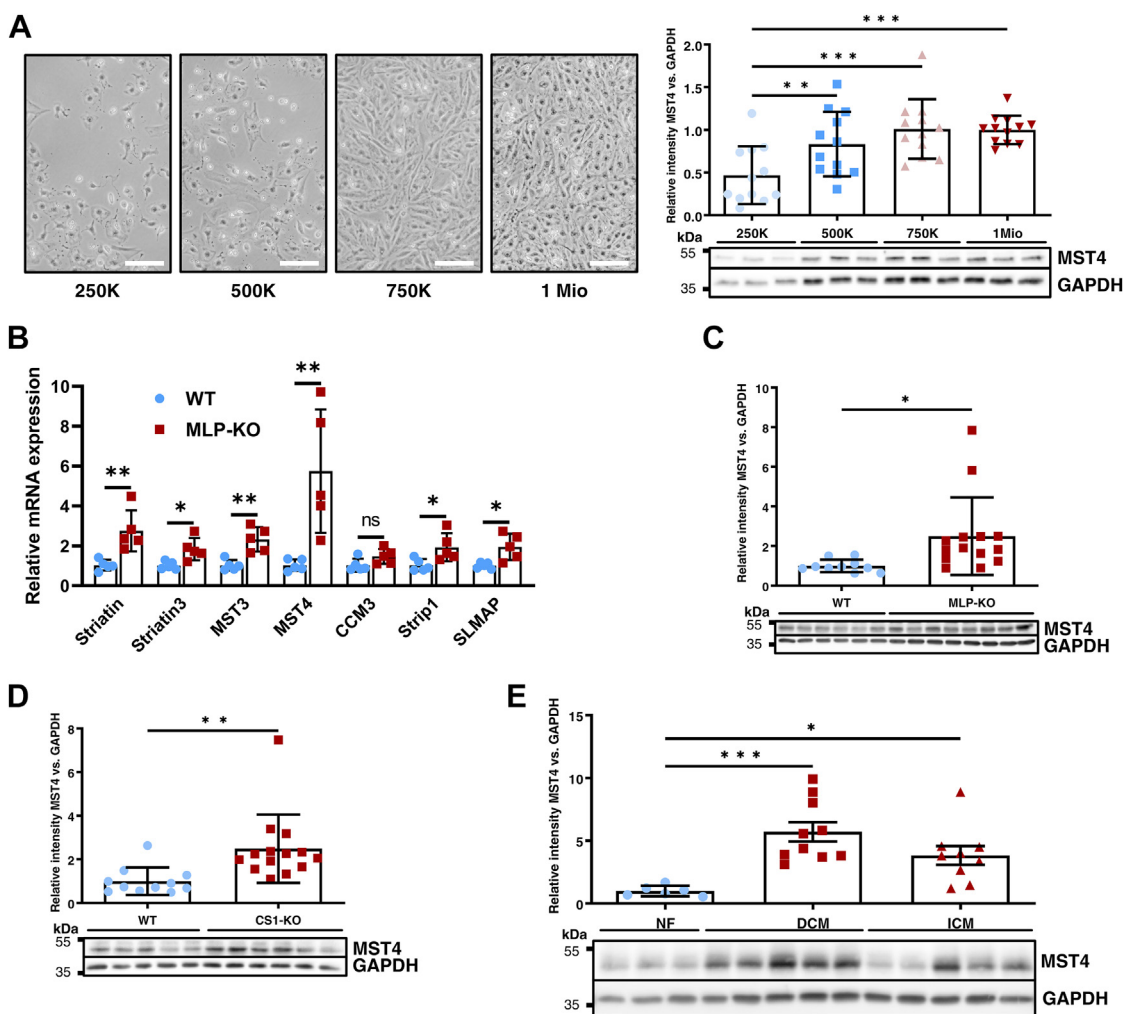 A
250K
500K
750K
1 Mio
Relative intensity MST4 vs. GAPDH
2.0
1.5
1.0
0.5
0.0
* *
* * *
* * *
kDa
250K
500K
750K
1Mio
55
35
MST4
GAPDH
B
Relative mRNA expression
10
8
6
4
2
0
WT
MLP-KO
**
*
**
**
ns
*
*
Striatin
Striatin3
MST3
MST4
CCM3
Strip1
SLMAP
C
Relative intensity MST4 vs. GAPDH
10
8
6
4
2
0
*
kDa
WT
MLP-KO
55
35
MST4
GAPDH
D
Relative intensity MST4 vs. GAPDH
8
6
4
2
0
* *
kDa
WT
CS1-KO
55
35
MST4
GAPDH
E
Relative intensity MST4 vs. GAPDH
15
10
5
0
*
* * *
kDa
NF
DCM
ICM
55
35
MST4
GAPDH